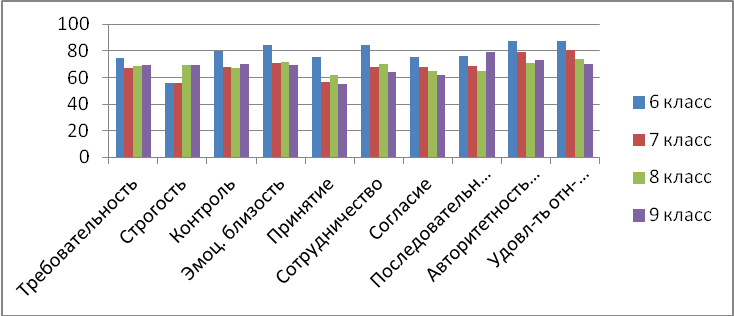 100
80
60
40
20
0
Требовательность
Строгость
Контроль
Эмоц. близость
Принятие
Сотрудничество
Согласие
Последовательн...
Авторитетность...
Удовл-ть отн-...
6 класс
7 класс
8 класс
9 класс